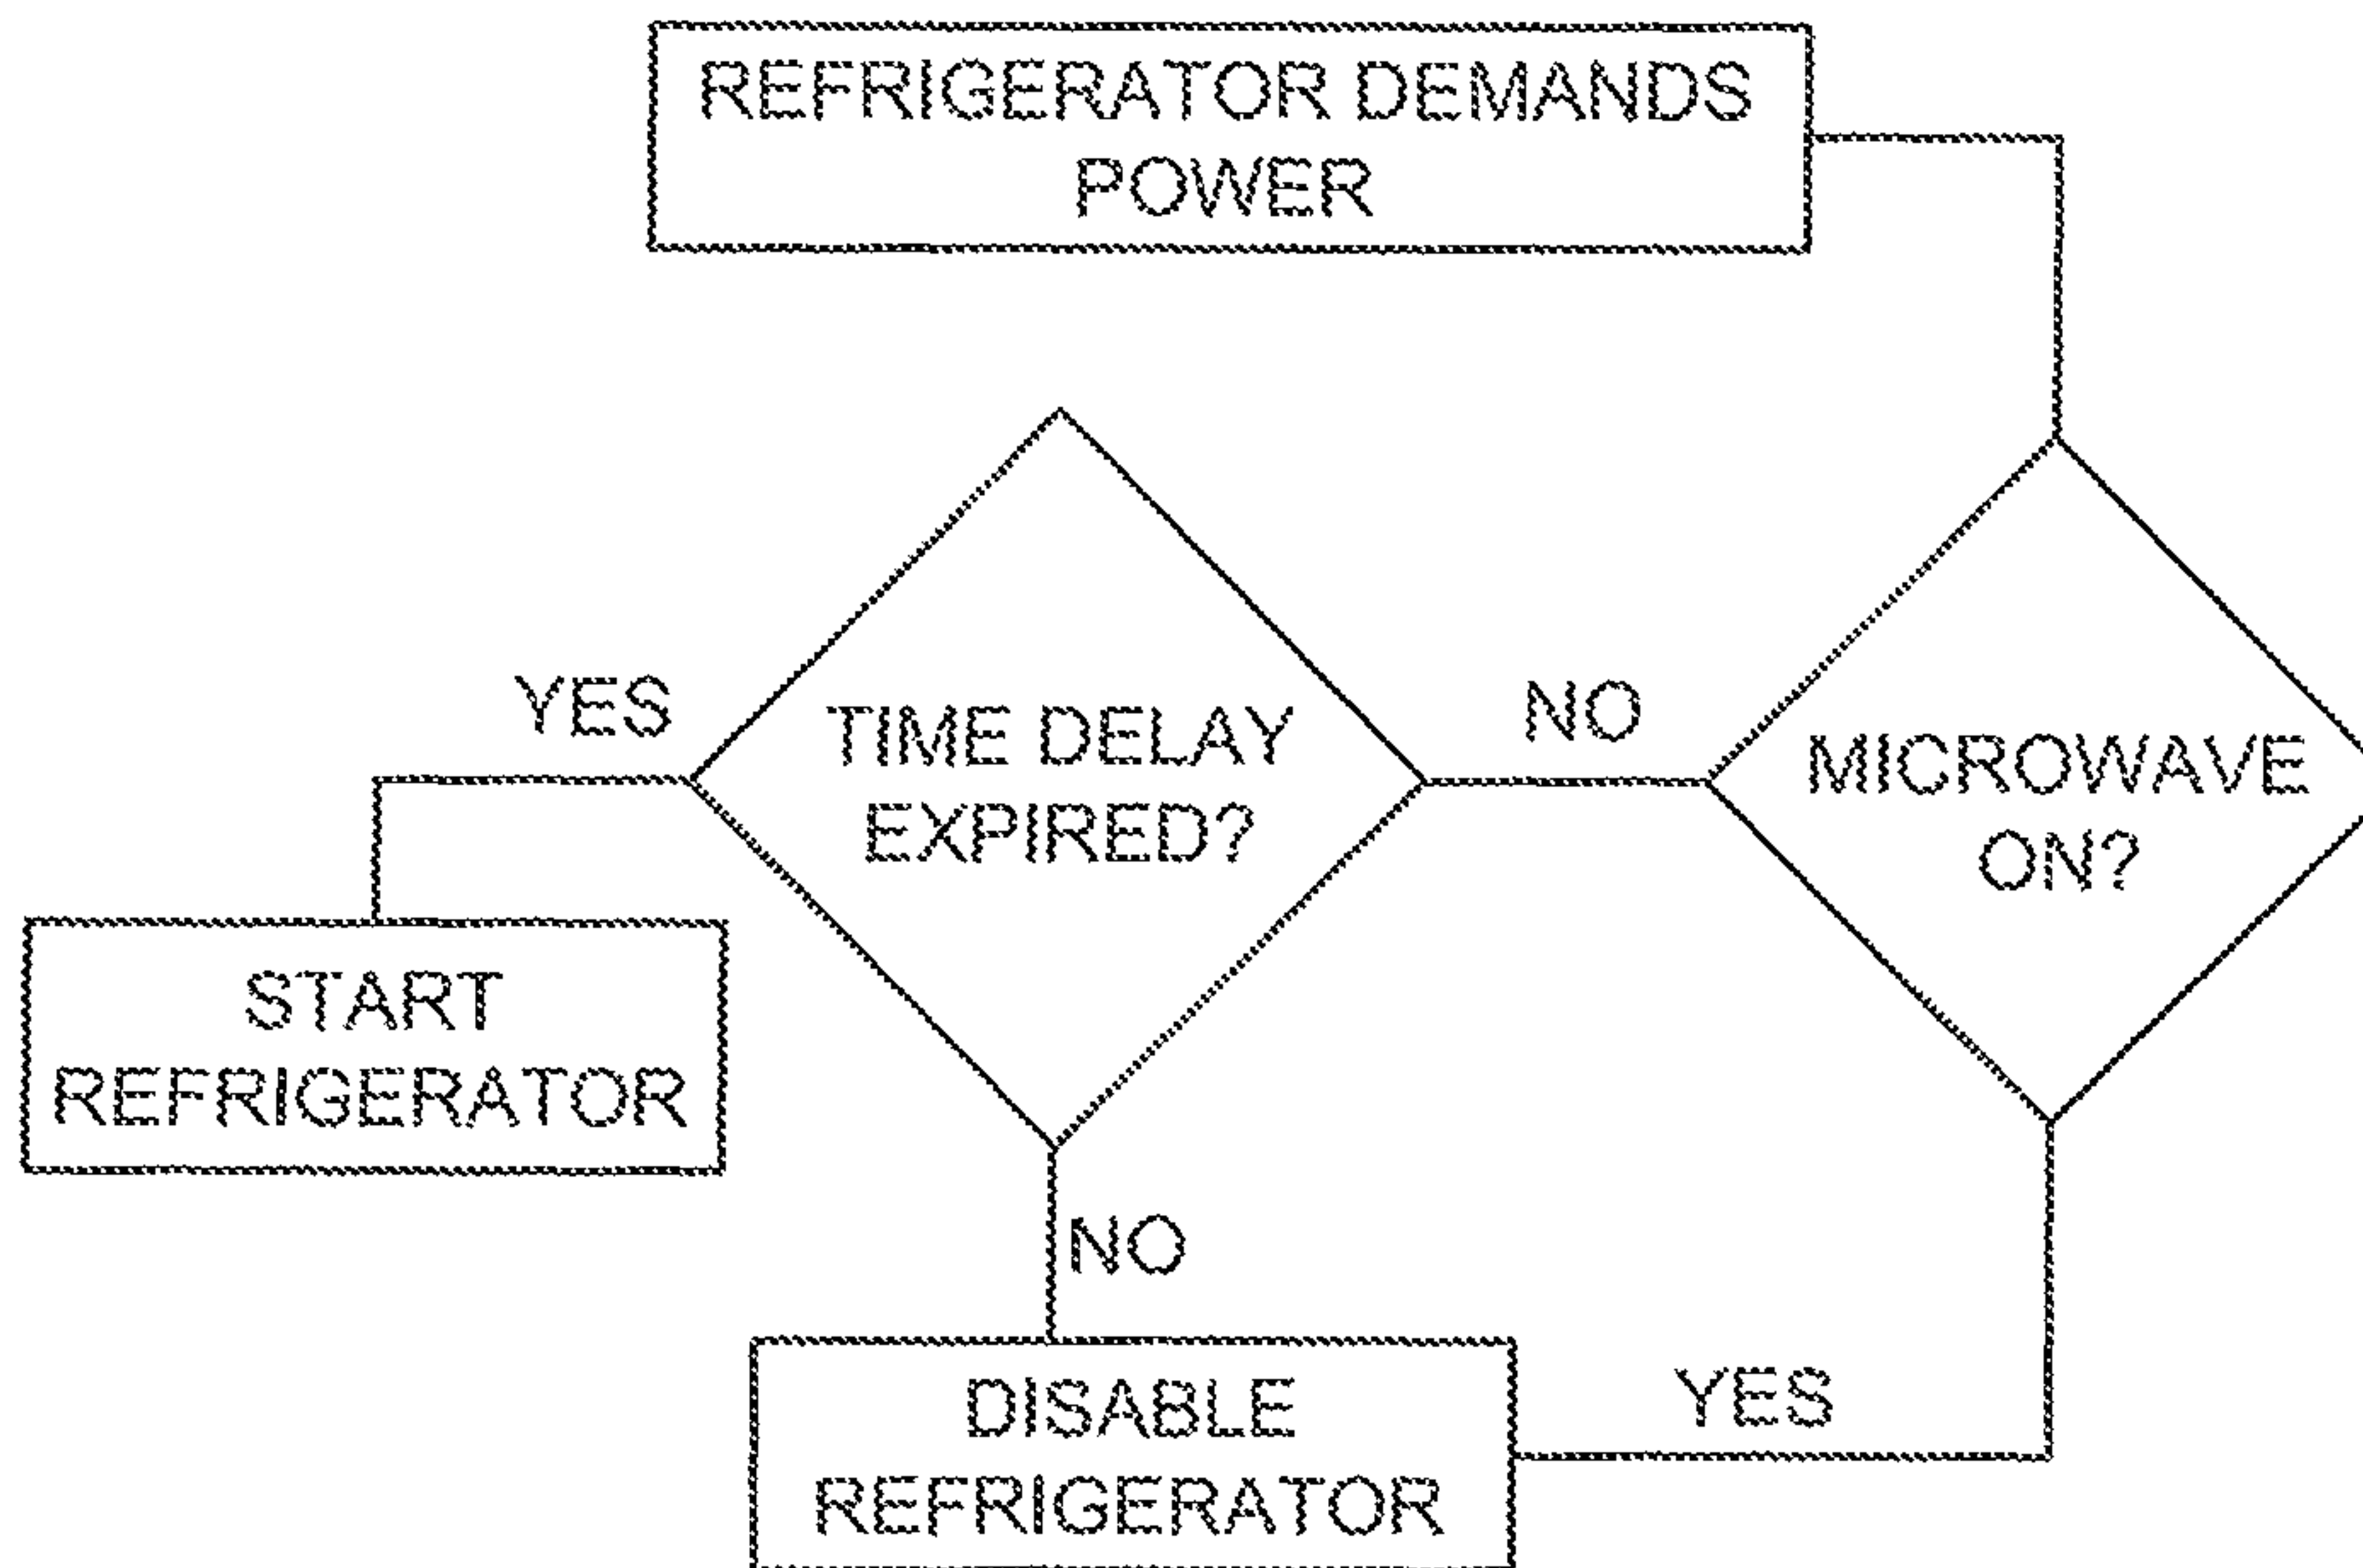 REFRIGERATOR DEMANDS
POWER
YES
TIME DELAY
EXPIRED?
NO
MICROWAVE
ON?
START
REFRIGERATOR
NO
DISABLE
REFRIGERATOR
YES